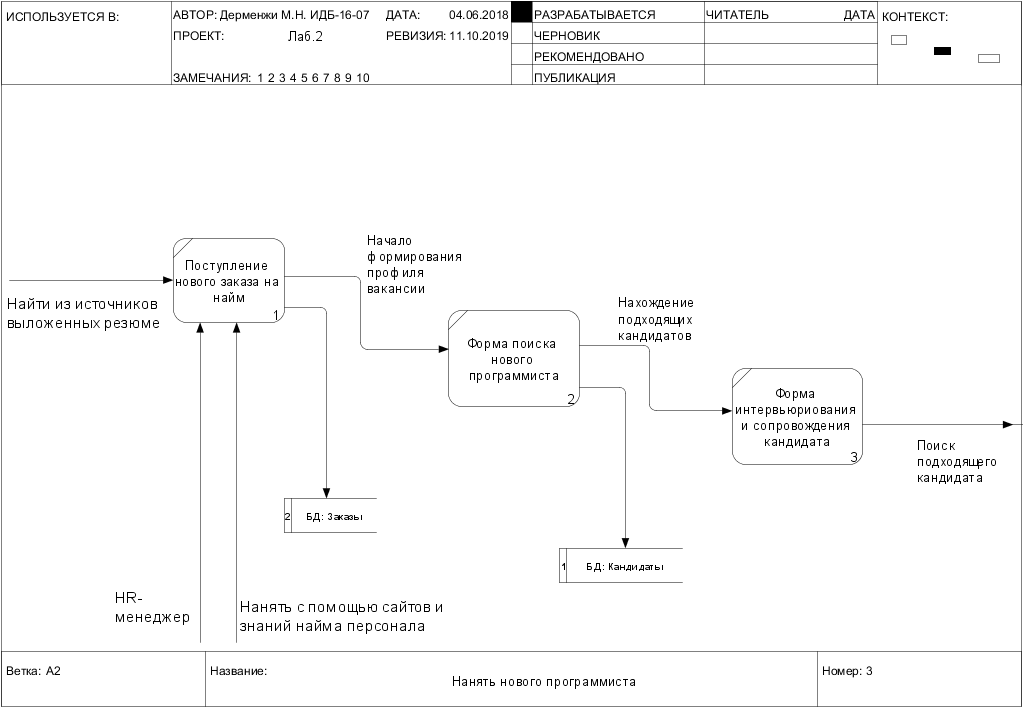 ИСПОЛЬЗУЕТСЯ В:
АВТОР: Дерменжи М.Н. ИДБ-16-07
ДАТА: 04.06.2018
ПРОЕКТ: Лаб.2
РЕВИЗИЯ: 11.10.2019
ЗАМЕЧАНИЯ: 1 2 3 4 5 6 7 8 9 10
РАЗРАБАТЫВАЕТСЯ
ЧЕРНОВИК
РЕКОМЕНДОВАНО
ПУБЛИКАЦИЯ
ЧИТАТЕЛЬ ДАТА
КОНТЕКСТ:
Найти из источников
выложенных резюме
Поступление
нового заказа на
найм
1
Начало
формирования
профиля
вакансии
Форма поиска
нового
программиста
2
Нахождение
подходящих
кандидатов
Форма
интервьюриования
и сопровождения
кандидата
3
Поиск
подходящего
кандидата
2 БД: Заказы
1 БД: Кандидаты
HR-
менеджер
Нанять с помощью сайтов и
знаний найма персонала
Ветка: A2
Название:
Нанять нового программиста
Номер: 3